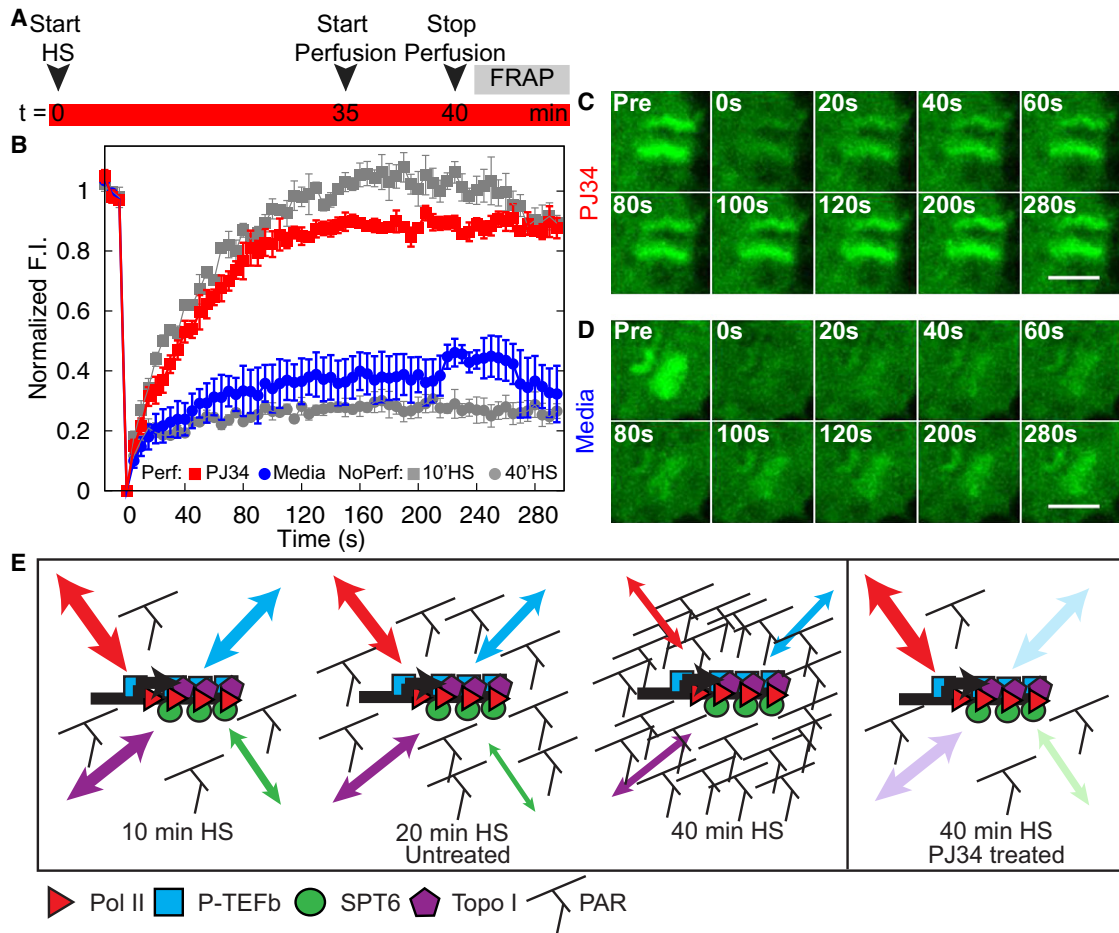 A
Start HS
Start Perfusion
Stop Perfusion
FRAP
t = 0 35 40 min
B
Normalized F.I.
1
0.8
0.6
0.4
0.2
0
Perf: PJ34 Media NoPerf: 10'HS 40'HS
0 40 80 120 160 200 240 280
Time (s)
C
PJ34
Pre 0s 20s 40s 60s
80s 100s 120s 200s 280s
D
Media
Pre 0s 20s 40s 60s
80s 100s 120s 200s 280s
E
10 min HS
20 min HS
Untreated
40 min HS
40 min HS
PJ34 treated
Pol II P-TEFb SPT6 Topo I PAR